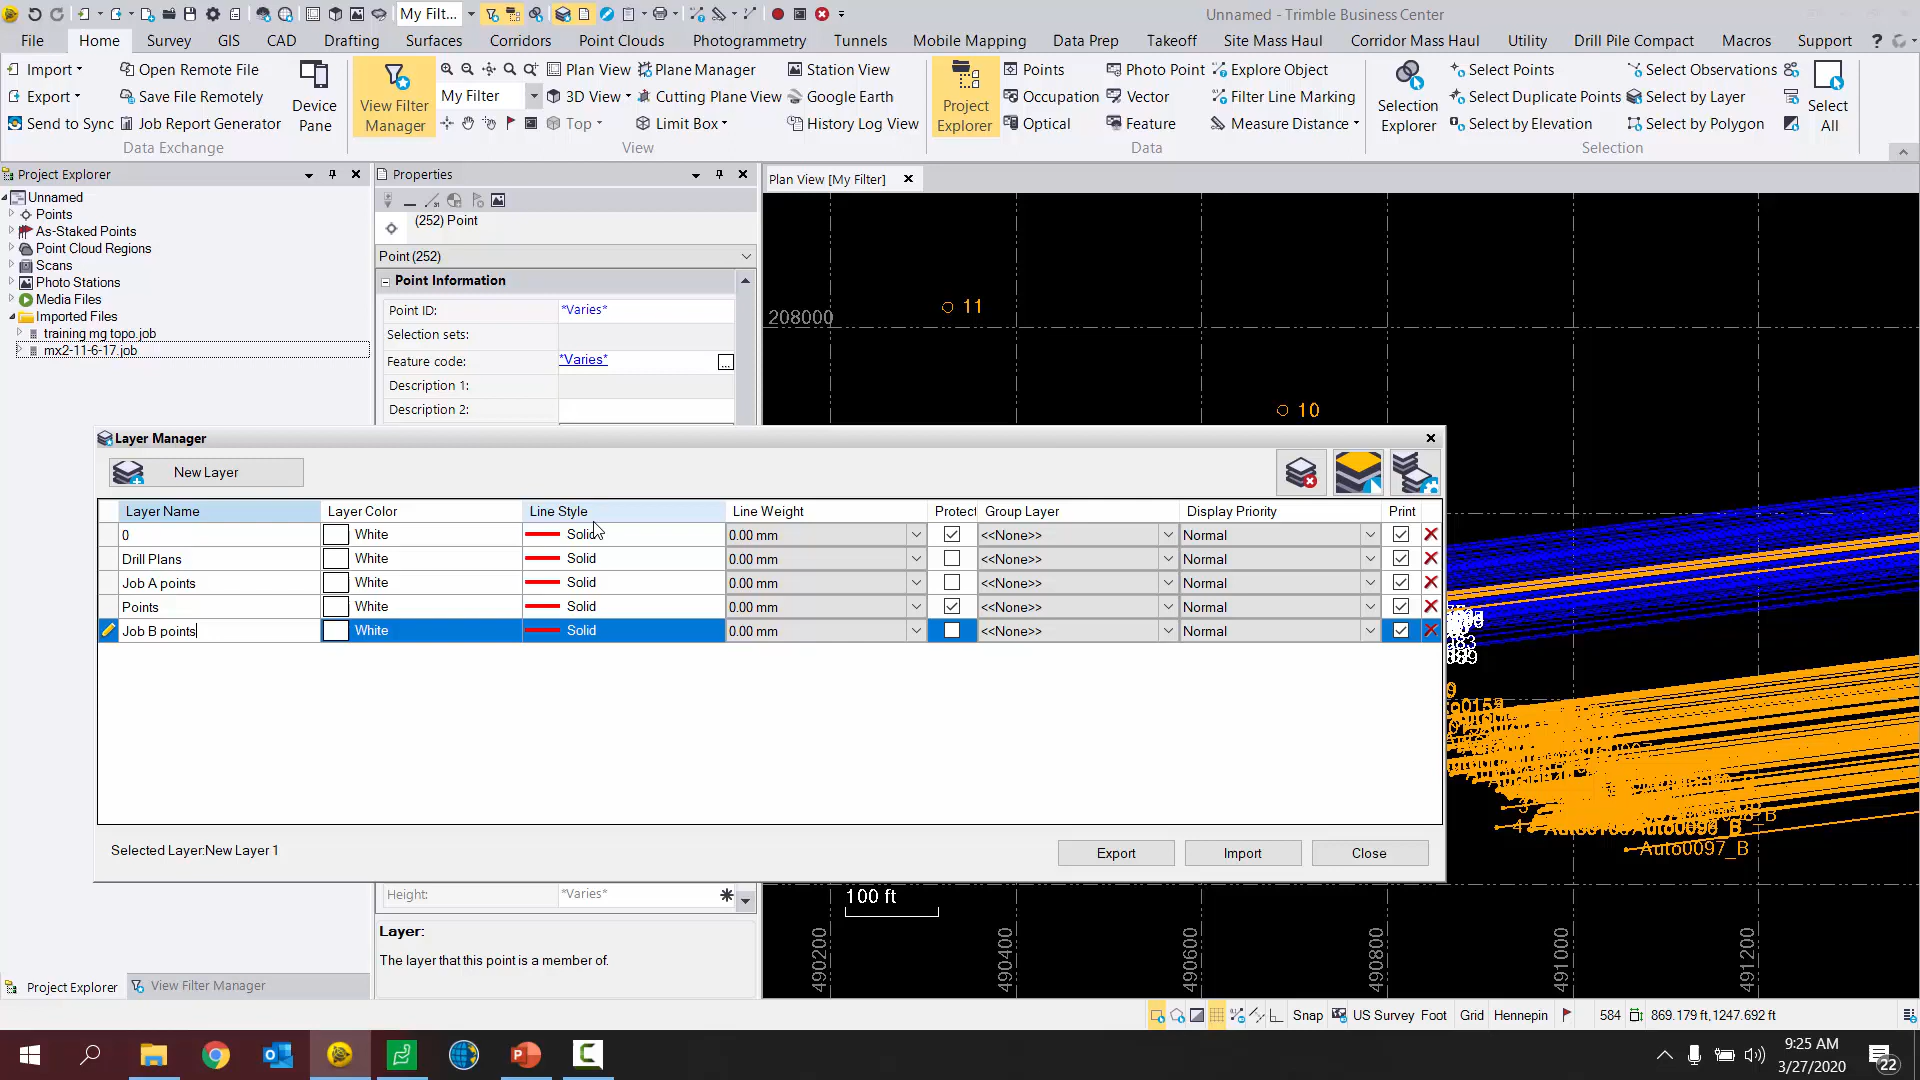 My Filt...
Unnamed - Trimble Business Center
File Home Survey GIS CAD Drafting Surfaces Corridors Point Clouds Photogrammetry Tunnels Mobile Mapping Data Prep Takeoff Site Mass Haul Corridor Mass Haul Utility Drill Pile Compact Macros Support
Import Open Remote File
Export Save File Remotely
Send to Sync Job Report Generator
Device Pane
Data Exchange
View Filter Manager
Plan View Plane Manager Station View
My Filter 3D View Cutting Plane View Google Earth
Top Limit Box History Log View
View
Project Explorer
Points Photo Point Explore Object
Occupation Vector Filter Line Marking
Optical Feature Measure Distance
Data
Selection Explorer
Select Points Select Observations
Select Duplicate Points Select by Layer
Select by Elevation Select by Polygon
Select All
Selection
Project Explorer
Unnamed
Points
As-Staked Points
Point Cloud Regions
Scans
Photo Stations
Media Files
Imported Files
training mg topo.job
mx2-11-6-17.job
Properties
(252) Point
Point (252)
Point Information
Point ID: *Varies*
Selection sets:
Feature code: *Varies* ...
Description 1:
Description 2:
Plan View [My Filter]
11
208000
10
Layer Manager
New Layer
Layer Name Layer Color Line Style Line Weight Protect Group Layer Display Priority Print
0 White Solid 0.00 mm <<None>> Normal
Drill Plans White Solid 0.00 mm <<None>> Normal
Job A points White Solid 0.00 mm <<None>> Normal
Points White Solid 0.00 mm <<None>> Normal
Job B points White Solid 0.00 mm <<None>> Normal
Selected Layer:New Layer 1
Export Import Close
Auto0097_B
Height: *Varies*
Layer:
The layer that this point is a member of.
100 ft
490200
490400
490600
490800
491000
491200
Project Explorer View Filter Manager
Snap US Survey Foot Grid Hennepin 584 869.179 ft,1247.692 ft
9:25 AM
3/27/2020
22